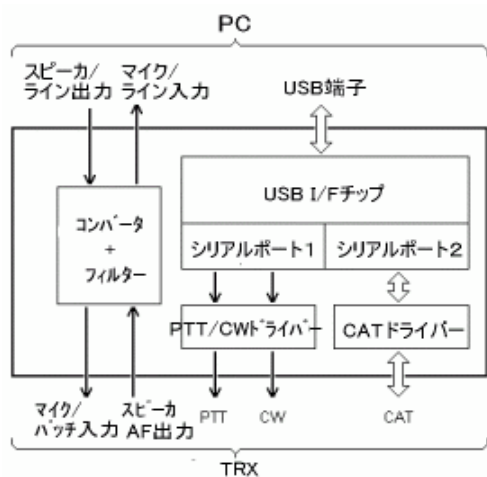 PC
スピーカ/
ライン出力
マイク/
ライン入力
USB端子
USB I/Fチップ
シリアルポート1
シリアルポート2
コンバータ
+
フィルター
PTT/CWドライバー
CATドライバー
マイク/
パッチ入力
スピーカ
AF出力
PTT
CW
CAT
TRX